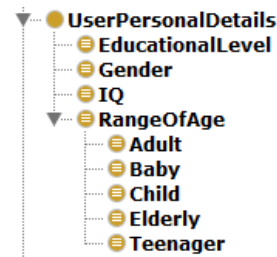 UserPersonalDetails
EducationalLevel
Gender
IQ
RangeOfAge
Adult
Baby
Child
Elderly
Teenager